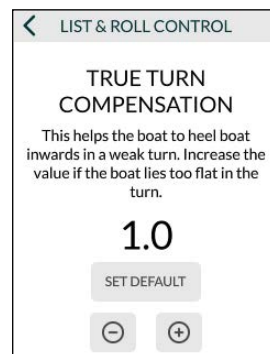 LIST & ROLL CONTROL
TRUE TURN
COMPENSATION
This helps the boat to heel boat
inwards in a weak turn. Increase the
value if the boat lies too flat in the
turn.
1.0
SET DEFAULT